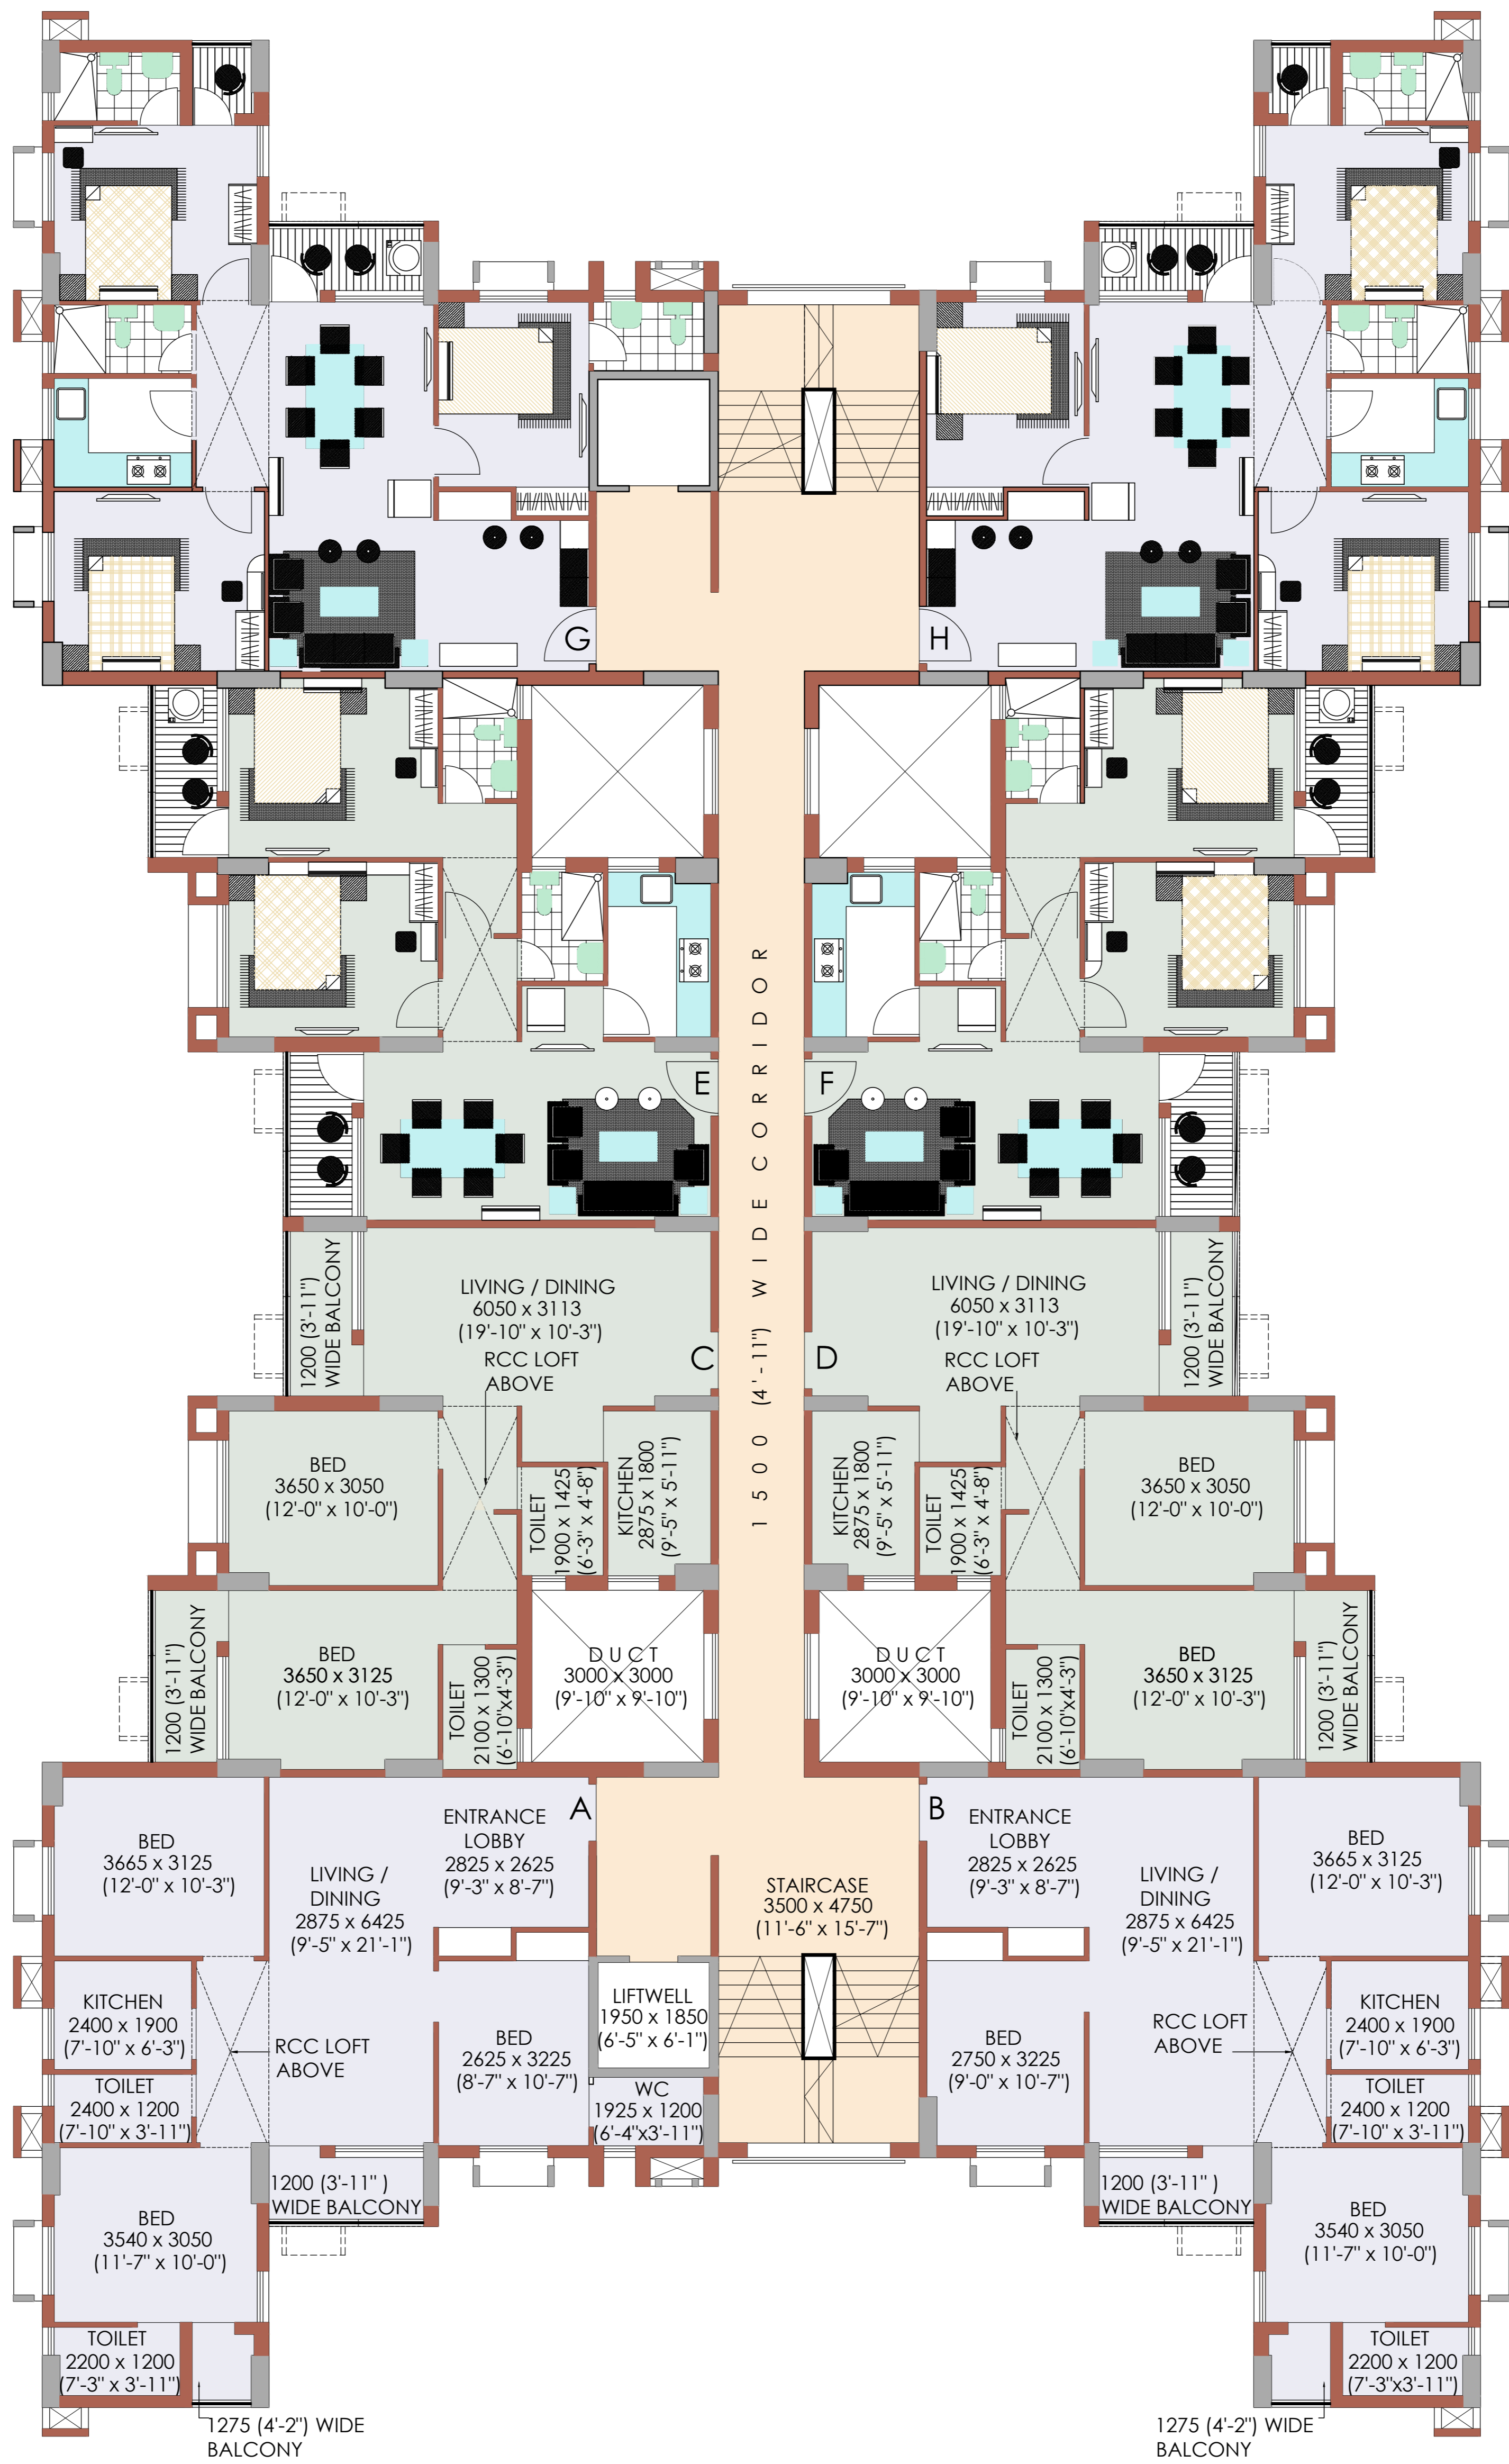 G
H
E
F
1500 (4'-11") WIDE CORRIDOR
1200 (3'-11")
WIDE BALCONY
LIVING / DINING
6050 x 3113
(19'-10" x 10'-3")
RCC LOFT
ABOVE
C
D
LIVING / DINING
6050 x 3113
(19'-10" x 10'-3")
RCC LOFT
ABOVE
1200 (3'-11")
WIDE BALCONY
BED
3650 x 3050
(12'-0" x 10'-0")
TOILET
1900 x 1425
(6'-3" x 4'-8")
KITCHEN
2875 x 1800
(9'-5" x 5'-11")
KITCHEN
2875 x 1800
(9'-5" x 5'-11")
TOILET
1900 x 1425
(6'-3" x 4'-8")
BED
3650 x 3050
(12'-0" x 10'-0")
1200 (3'-11")
WIDE BALCONY
BED
3650 x 3125
(12'-0" x 10'-3")
TOILET
2100 x 1300
(6'-10"x4'-3")
DUCT
3000 x 3000
(9'-10" x 9'-10")
DUCT
3000 x 3000
(9'-10" x 9'-10")
TOILET
2100 x 1300
(6'-10"x4'-3")
BED
3650 x 3125
(12'-0" x 10'-3")
1200 (3'-11")
WIDE BALCONY
BED
3665 x 3125
(12'-0" x 10'-3")
LIVING /
DINING
2875 x 6425
(9'-5" x 21'-1")
ENTRANCE
LOBBY
2825 x 2625
(9'-3" x 8'-7")
A
B
STAIRCASE
3500 x 4750
(11'-6" x 15'-7")
ENTRANCE
LOBBY
2825 x 2625
(9'-3" x 8'-7")
LIVING /
DINING
2875 x 6425
(9'-5" x 21'-1")
BED
3665 x 3125
(12'-0" x 10'-3")
KITCHEN
2400 x 1900
(7'-10" x 6'-3")
RCC LOFT
ABOVE
BED
2625 x 3225
(8'-7" x 10'-7")
LIFTWELL
1950 x 1850
(6'-5" x 6'-1")
BED
2750 x 3225
(9'-0" x 10'-7")
RCC LOFT
ABOVE
KITCHEN
2400 x 1900
(7'-10" x 6'-3")
TOILET
2400 x 1200
(7'-10" x 3'-11")
WC
1925 x 1200
(6'-4"x3'-11")
TOILET
2400 x 1200
(7'-10" x 3'-11")
BED
3540 x 3050
(11'-7" x 10'-0")
1200 (3'-11" )
WIDE BALCONY
1200 (3'-11" )
WIDE BALCONY
BED
3540 x 3050
(11'-7" x 10'-0")
TOILET
2200 x 1200
(7'-3" x 3'-11")
TOILET
2200 x 1200
(7'-3"x3'-11")
1275 (4'-2") WIDE
BALCONY
1275 (4'-2") WIDE
BALCONY